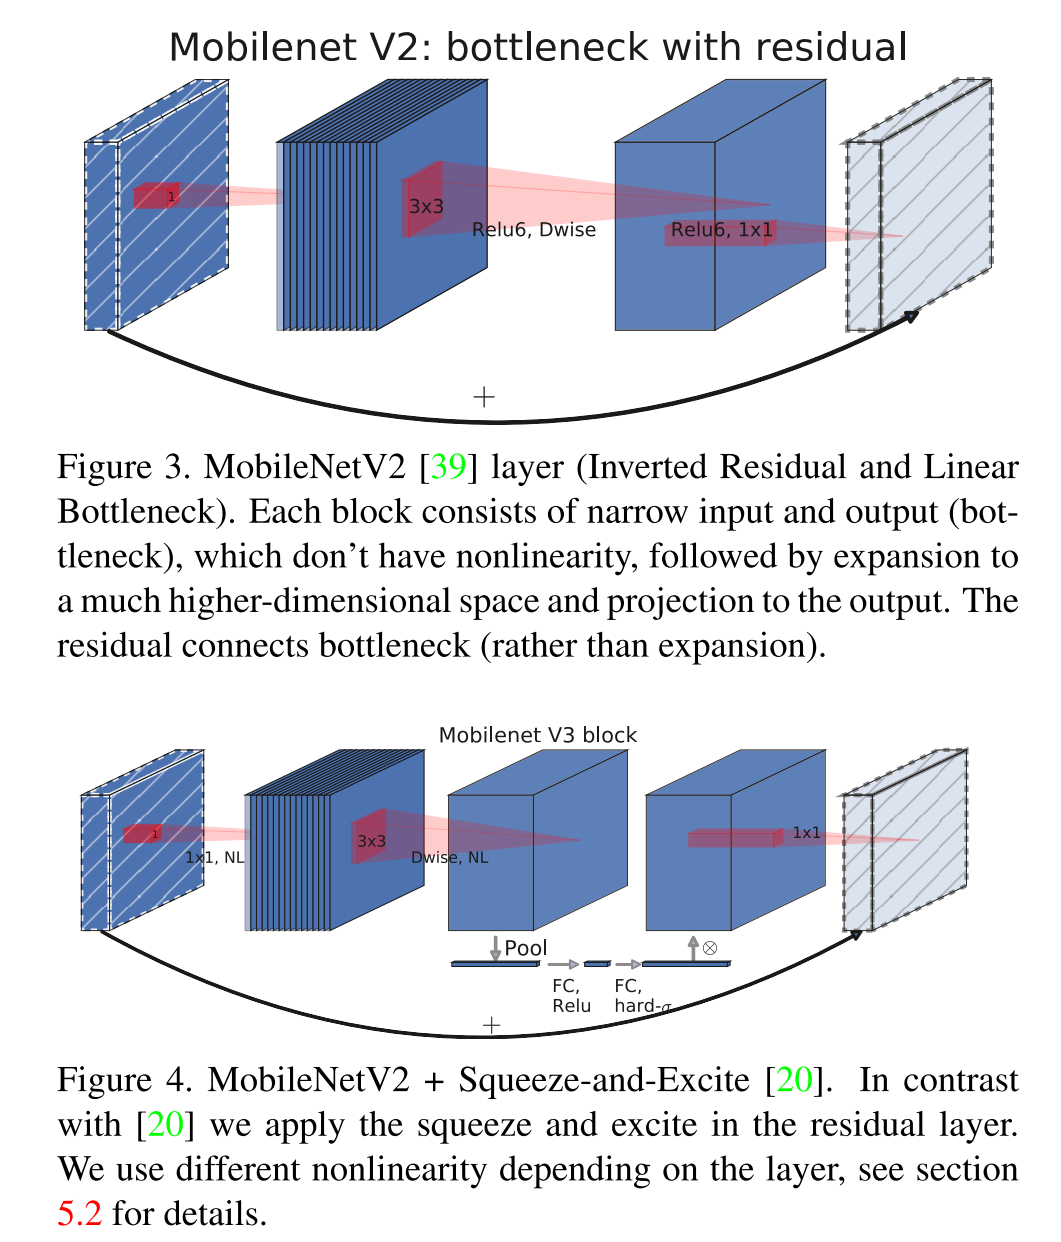 Mobilenet V2: bottleneck with residual
1
3x3
Relu6, Dwise
Relu6, 1x1
+
Figure 3. MobileNetV2 [39] layer (Inverted Residual and Linear
Bottleneck). Each block consists of narrow input and output (bot-
tleneck), which don’t have nonlinearity, followed by expansion to
a much higher-dimensional space and projection to the output. The
residual connects bottleneck (rather than expansion).
Mobilenet V3 block
1
1x1, NL
3x3
Dwise, NL
1x1
Pool
⊗
FC,
Relu
FC,
hard-σ
+
Figure 4. MobileNetV2 + Squeeze-and-Excite [20]. In contrast
with [20] we apply the squeeze and excite in the residual layer.
We use different nonlinearity depending on the layer, see section
5.2 for details.